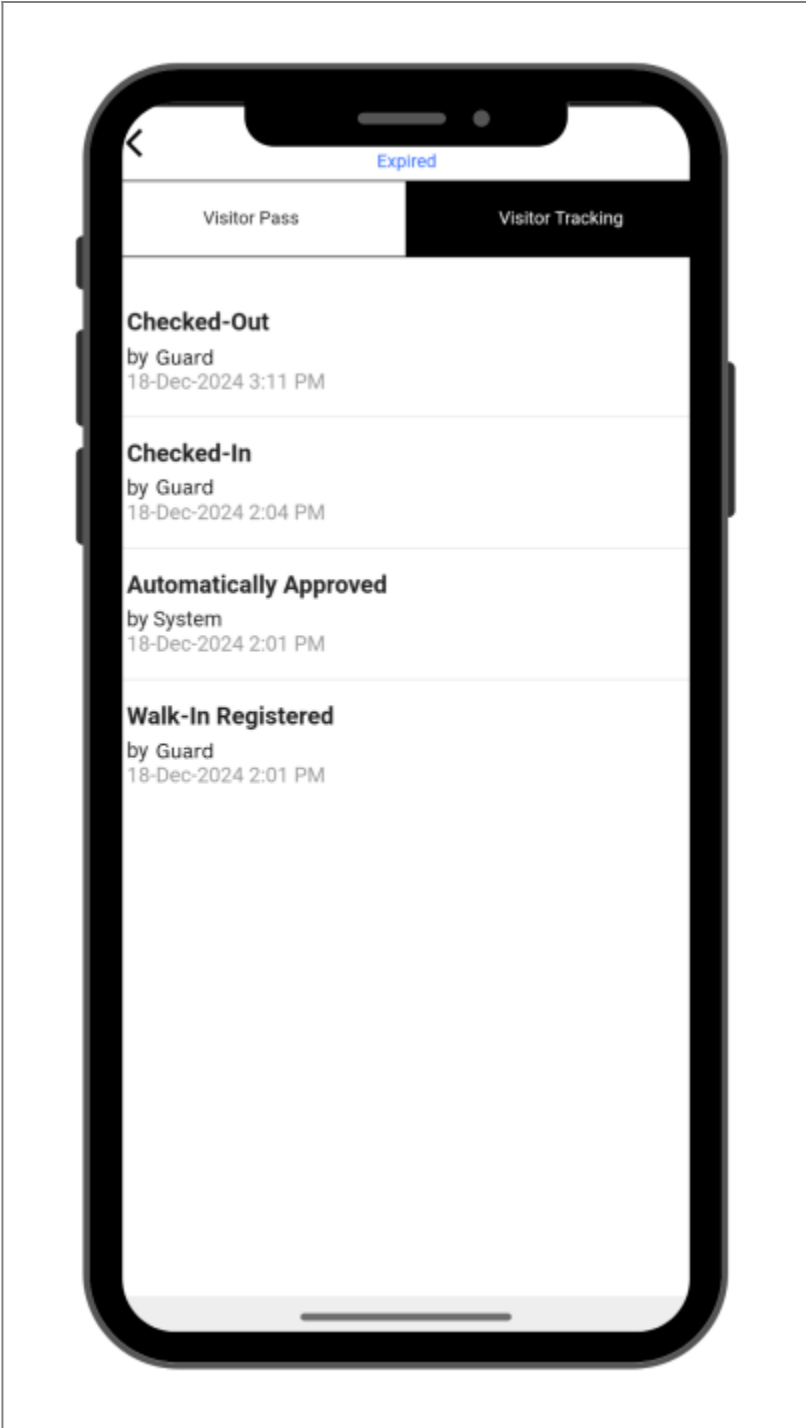 Expired
Visitor Pass
Visitor Tracking
Checked-Out
by Guard
18-Dec-2024 3:11 PM
Checked-In
by Guard
18-Dec-2024 2:04 PM
Automatically Approved
by System
18-Dec-2024 2:01 PM
Walk-In Registered
by Guard
18-Dec-2024 2:01 PM